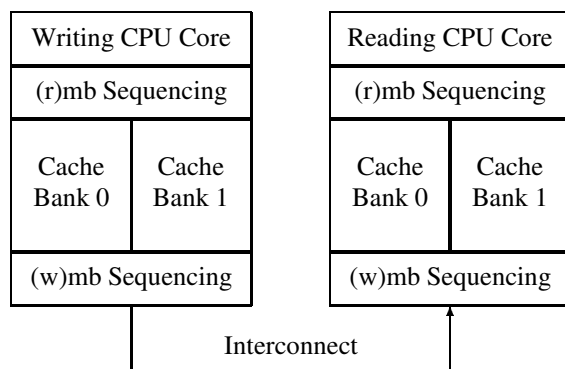 Writing CPU Core
Reading CPU Core
(r)mb Sequencing
(r)mb Sequencing
Cache
Bank 0
Cache
Bank 1
Cache
Bank 0
Cache
Bank 1
(w)mb Sequencing
(w)mb Sequencing
Interconnect